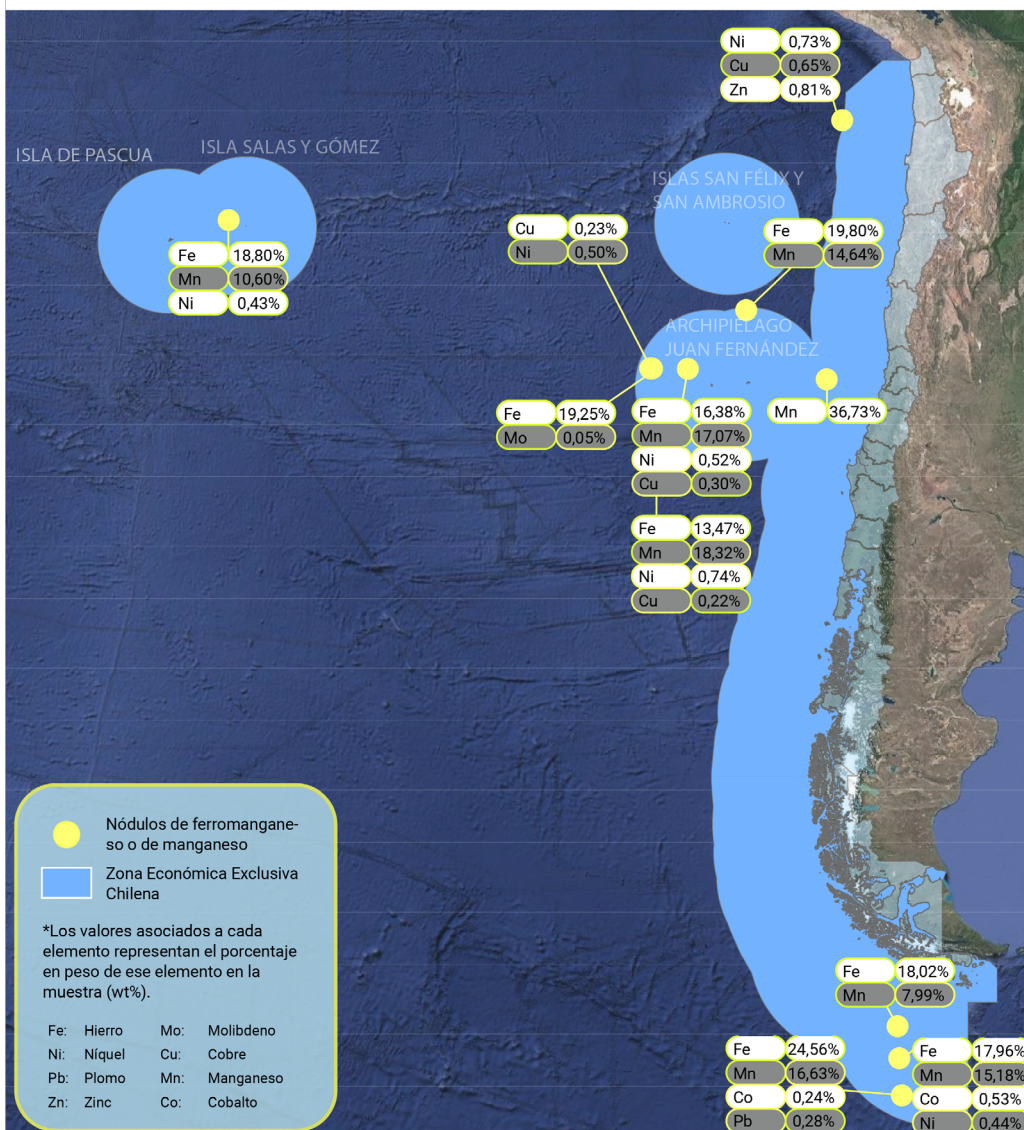 Ni 0,73%
Cu 0,65%
Zn 0,81%
ISLA DE PASCUA
ISLA SALAS Y GÓMEZ
ISLAS SAN FÉLIX Y
SAN AMBROSIO
Fe 18,80%
Mn 10,60%
Ni 0,43%
Cu 0,23%
Ni 0,50%
Fe 19,80%
Mn 14,64%
ARCHIPIELAGO
JUAN FERNÁNDEZ
Fe 19,25%
Mo 0,05%
Fe 16,38%
Mn 17,07%
Ni 0,52%
Cu 0,30%
Mn 36,73%
Fe 13,47%
Mn 18,32%
Ni 0,74%
Cu 0,22%
Nódulos de ferromangane-
so o de manganeso
Zona Económica Exclusiva
Chilena
*Los valores asociados a cada
elemento representan el porcentaje
en peso de ese elemento en la
muestra (wt%).
Fe: Hierro Mo: Molibdeno
Ni: Níquel Cu: Cobre
Pb: Plomo Mn: Manganeso
Zn: Zinc Co: Cobalto
Fe 18,02%
Mn 7,99%
Fe 24,56%
Mn 16,63%
Co 0,24%
Pb 0,28%
Fe 17,96%
Mn 15,18%
Co 0,53%
Ni 0,44%